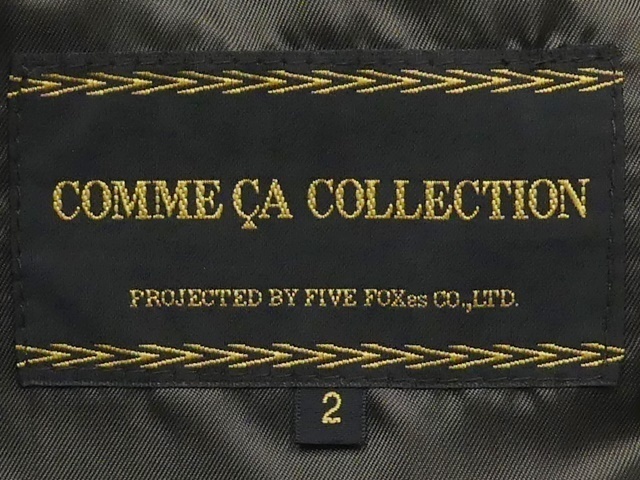 COMME ÇA COLLECTION
PROJECTED BY FIVE FOXes CO.,LTD.
2